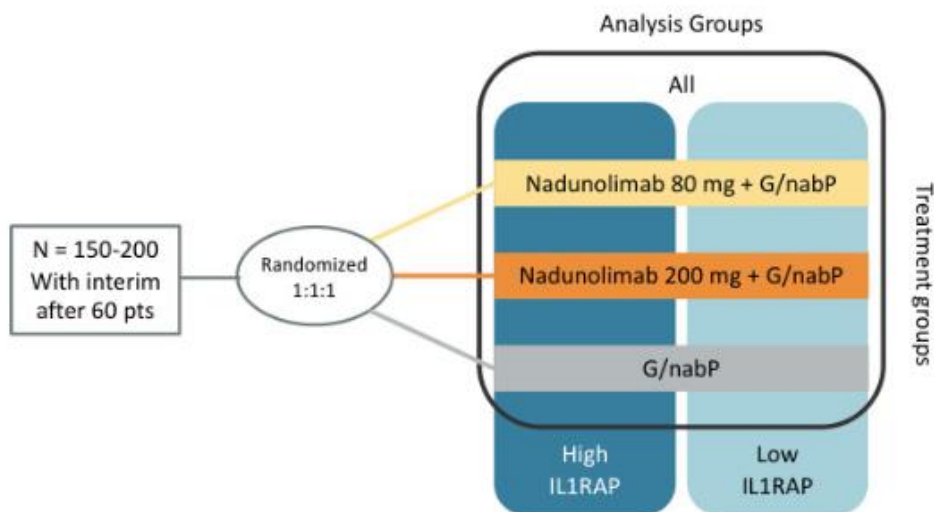 Analysis Groups
All
Nadunolimab 80 mg + G/nabP
Nadunolimab 200 mg + G/nabP
G/nabP
Treatment groups
N = 150-200
With interim
after 60 pts
Randomized
1:1:1
High
IL1RAP
Low
IL1RAP